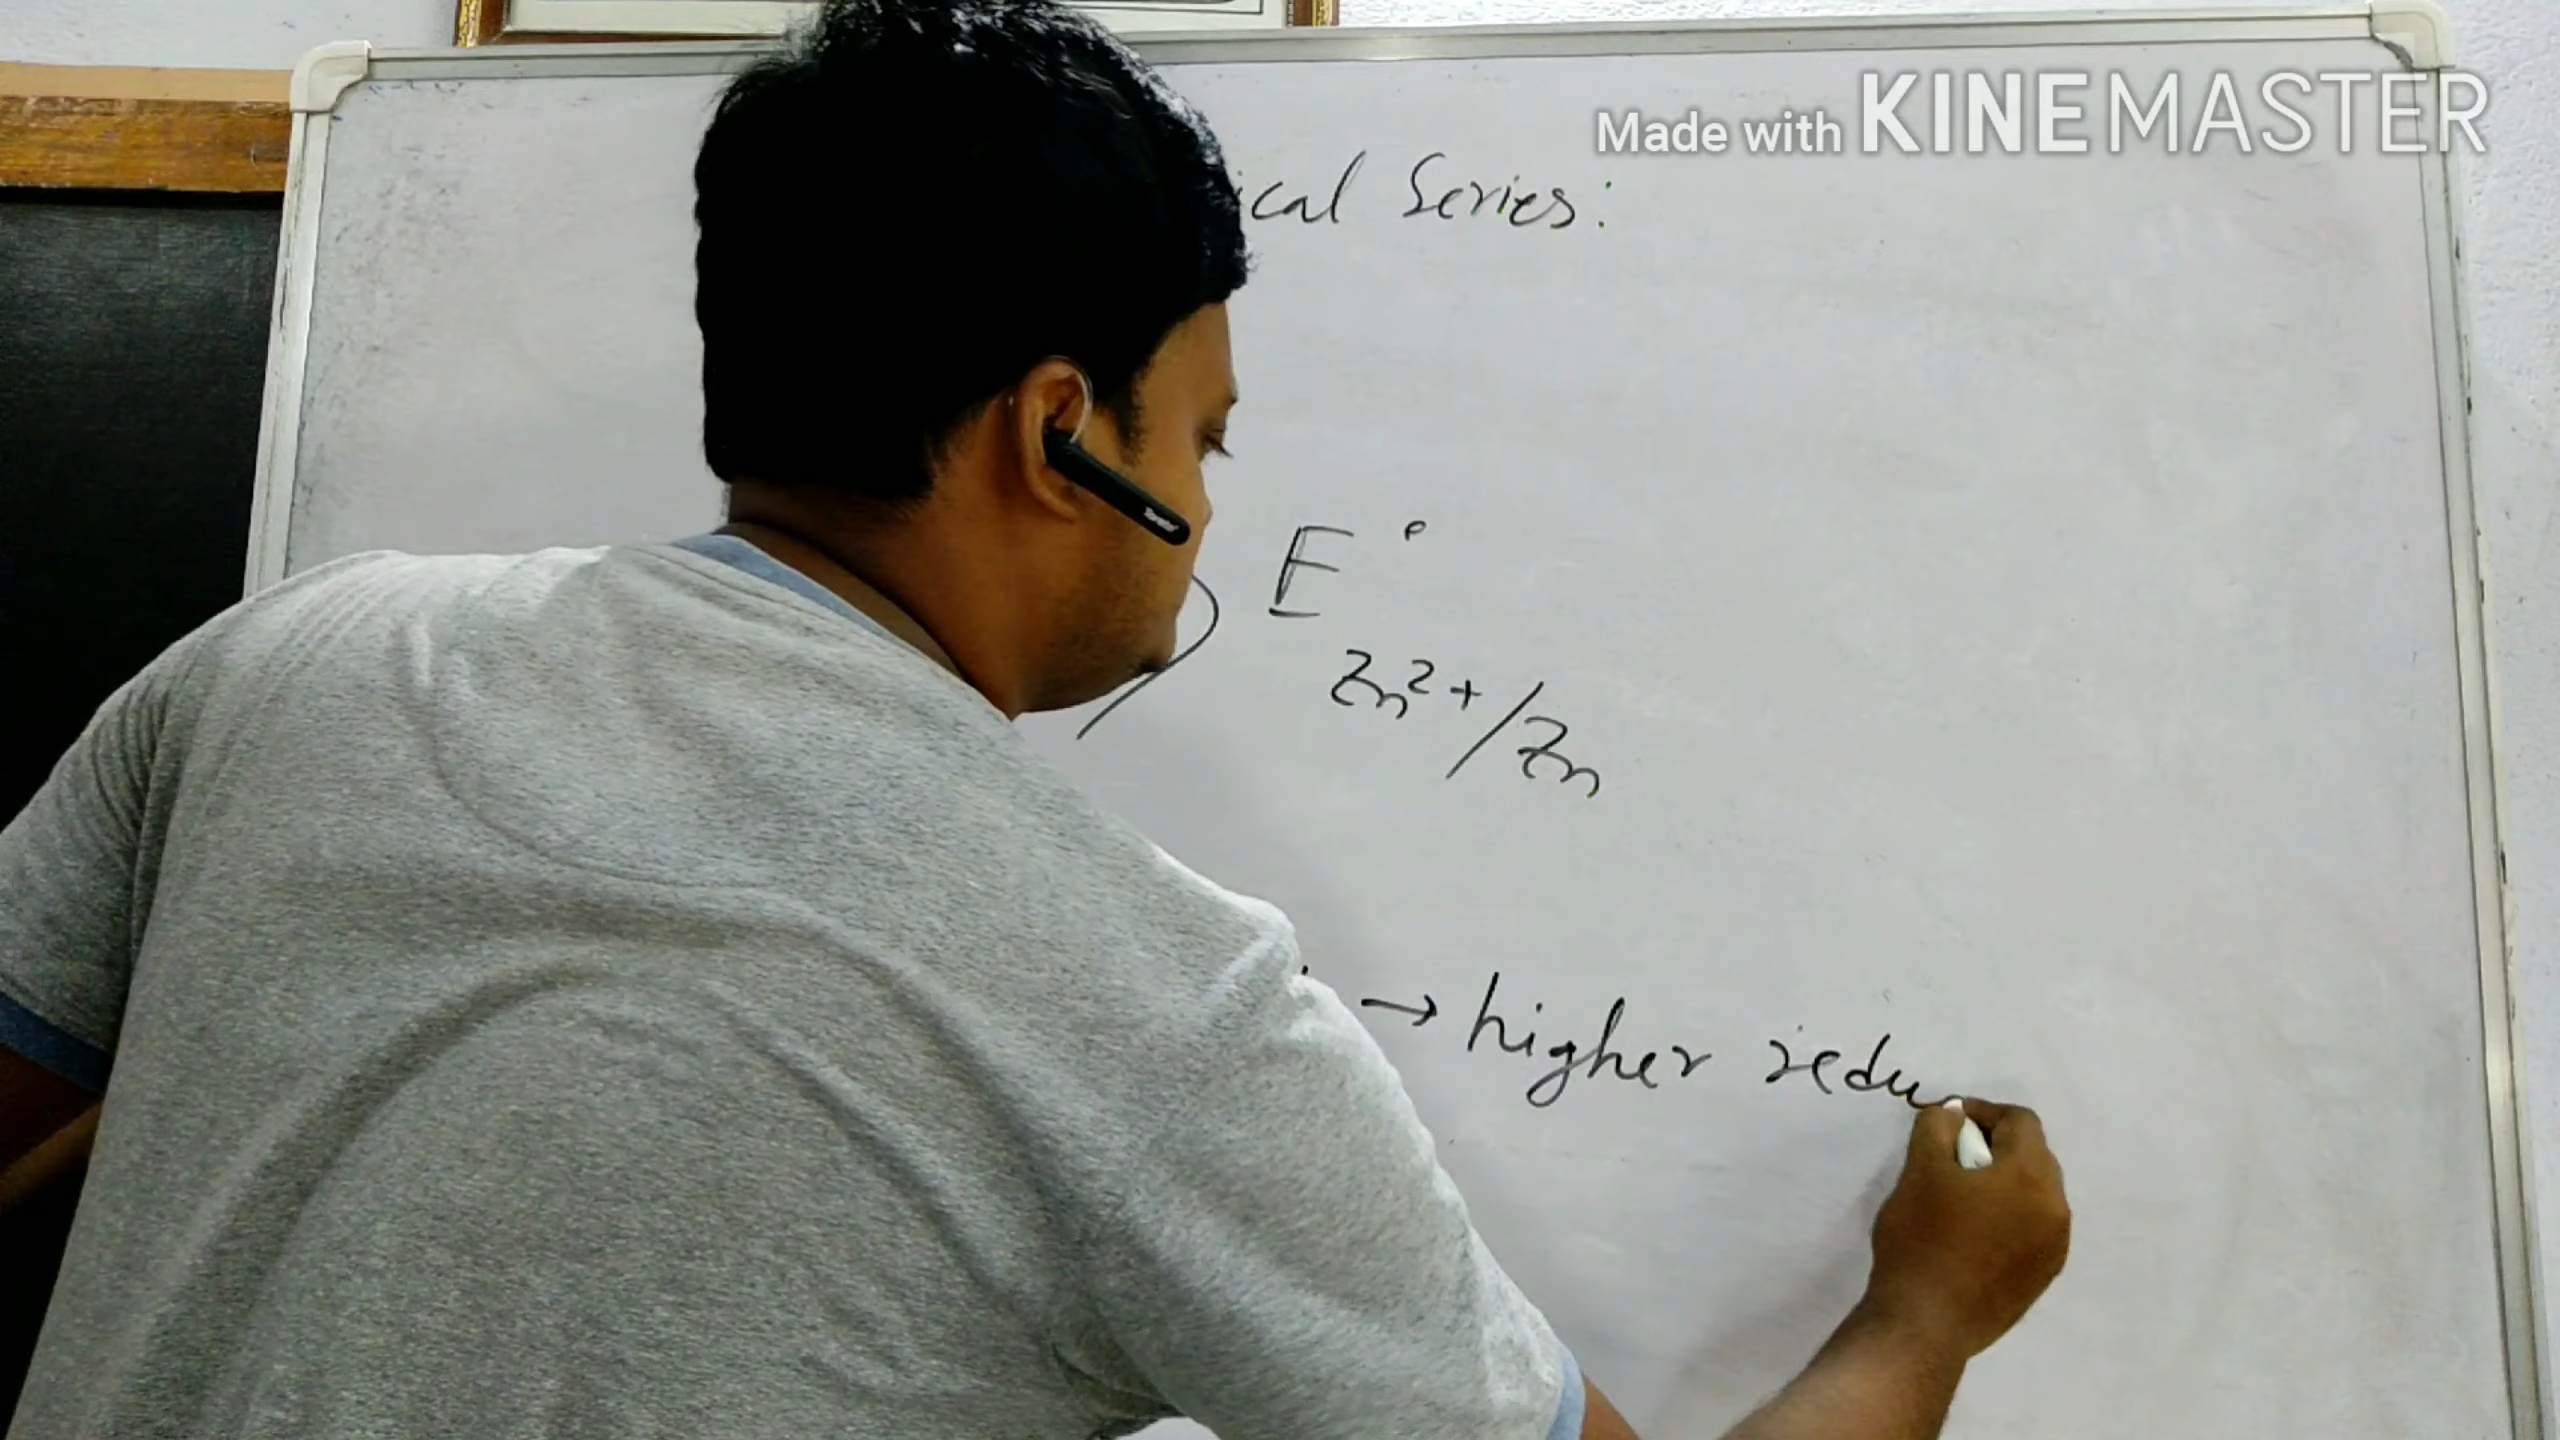 Made with KINEMASTER
ical Series:
E°
Zn²⁺/Zn
→ higher redu